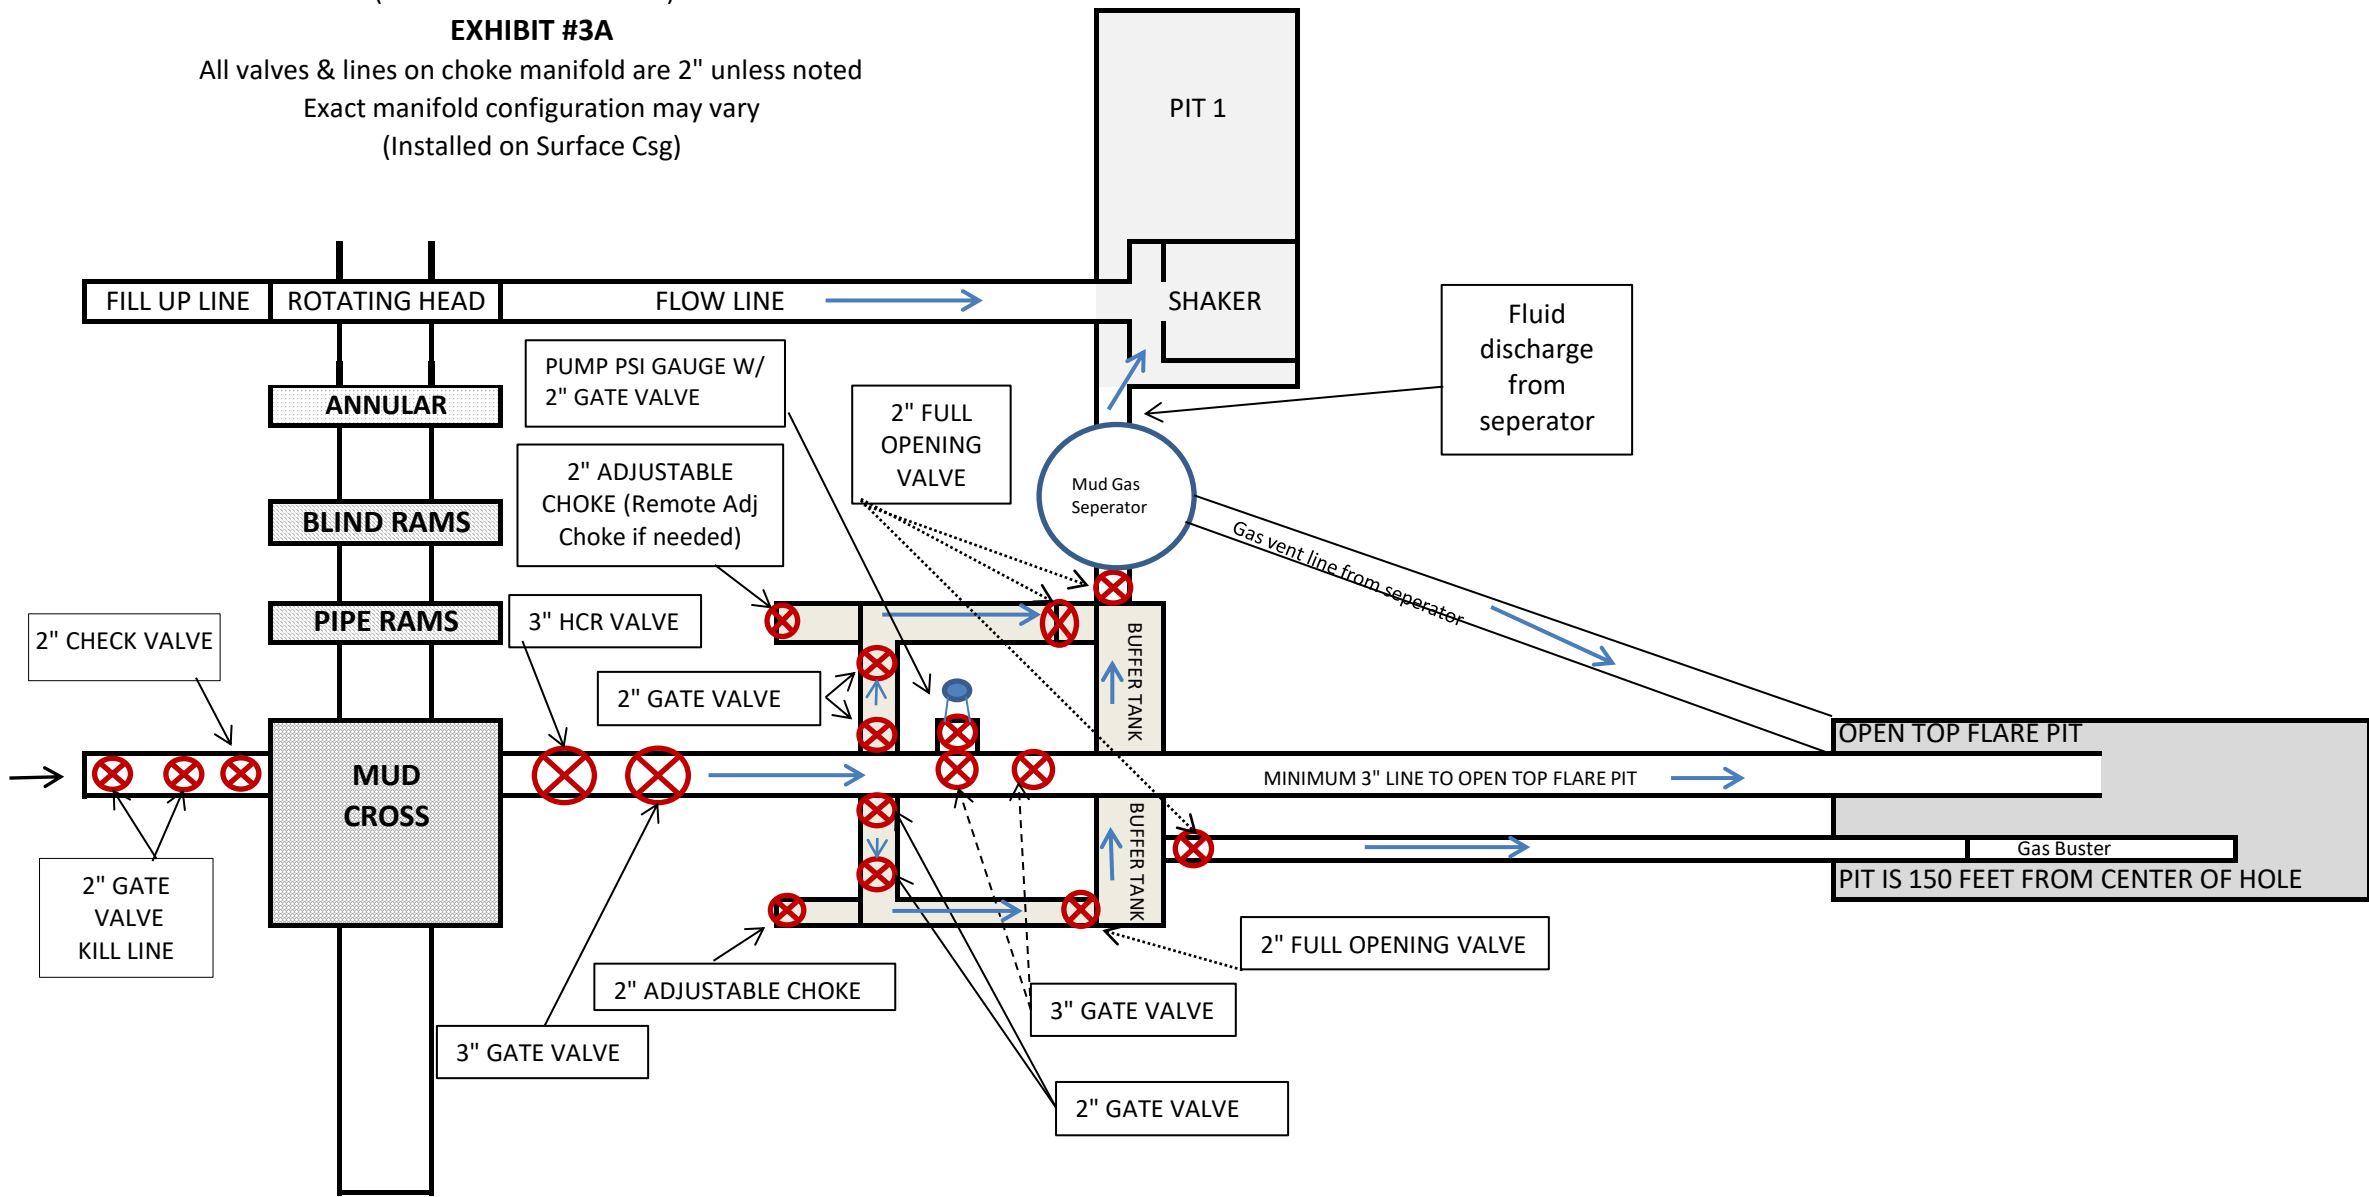 EXHIBIT #3A
All valves & lines on choke manifold are 2" unless noted
Exact manifold configuration may vary
(Installed on Surface Csg)
PIT 1
FILL UP LINE
ROTATING HEAD
FLOW LINE
SHAKER
Fluid
discharge
from
seperator
PUMP PSI GAUGE W/
2" GATE VALVE
2" FULL
OPENING
VALVE
ANNULAR
2" ADJUSTABLE
CHOKE (Remote Adj
Choke if needed)
Mud Gas
Seperator
BLIND RAMS
Gas vent line from seperator
PIPE RAMS
3" HCR VALVE
2" CHECK VALVE
2" GATE VALVE
BUFFER TANK
OPEN TOP FLARE PIT
MUD
CROSS
MINIMUM 3" LINE TO OPEN TOP FLARE PIT
BUFFER TANK
Gas Buster
PIT IS 150 FEET FROM CENTER OF HOLE
2" GATE
VALVE
KILL LINE
2" FULL OPENING VALVE
2" ADJUSTABLE CHOKE
3" GATE VALVE
3" GATE VALVE
2" GATE VALVE